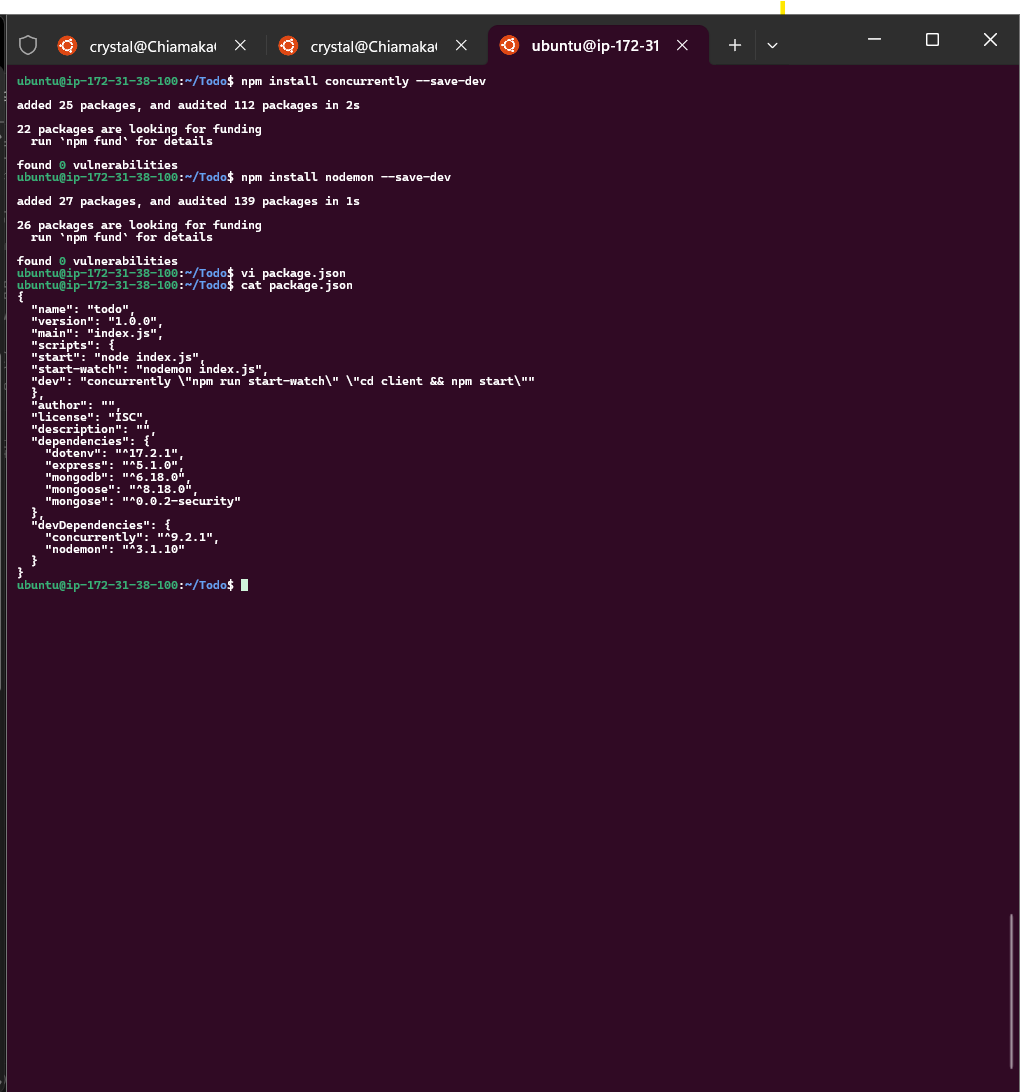 crystal@Chiamaka
crystal@Chiamaka
ubuntu@ip-172-31
ubuntu@ip-172-31-38-100:~/Todo$ npm install concurrently --save-dev
added 25 packages, and audited 112 packages in 2s
22 packages are looking for funding
  run `npm fund` for details
found 0 vulnerabilities
ubuntu@ip-172-31-38-100:~/Todo$ npm install nodemon --save-dev
added 27 packages, and audited 139 packages in 1s
26 packages are looking for funding
  run `npm fund` for details
found 0 vulnerabilities
ubuntu@ip-172-31-38-100:~/Todo$ vi package.json
ubuntu@ip-172-31-38-100:~/Todo$ cat package.json
{
  "name": "todo",
  "version": "1.0.0",
  "main": "index.js",
  "scripts": {
  "start": "node index.js",
  "start-watch": "nodemon index.js",
  "dev": "concurrently \"npm run start-watch\" \"cd client && npm start\""
  },
  "author": "",
  "license": "ISC",
  "description": "",
  "dependencies": {
    "dotenv": "^17.2.1",
    "express": "^5.1.0",
    "mongodb": "^6.18.0",
    "mongoose": "^8.18.0",
    "mongose": "^0.0.2-security"
  },
  "devDependencies": {
    "concurrently": "^9.2.1",
    "nodemon": "^3.1.10"
  }
}
ubuntu@ip-172-31-38-100:~/Todo$